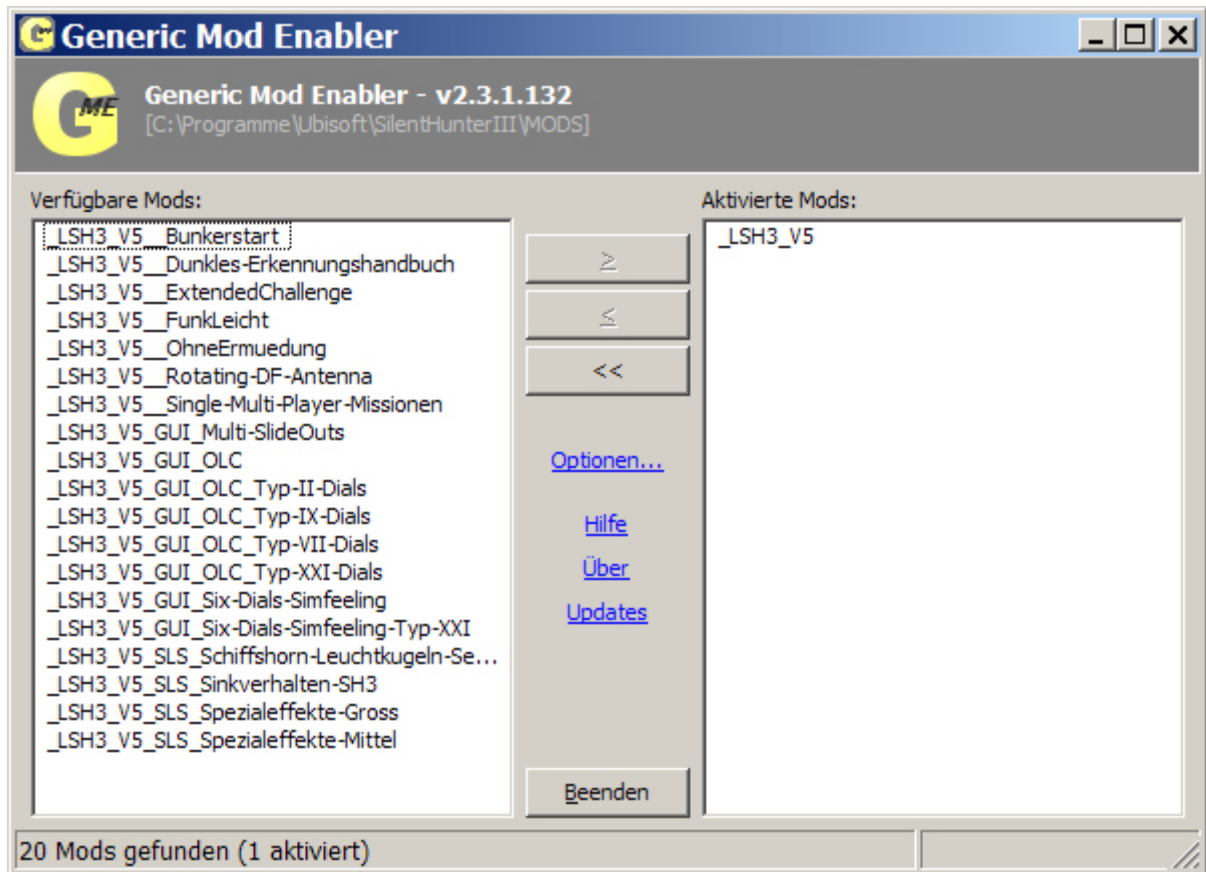 Generic Mod Enabler
GME
Generic Mod Enabler - v2.3.1.132
[C:\Programme\Ubisoft\SilentHunterIII\MODS]
Verfügbare Mods:
_LSH3_V5__Bunkerstart
_LSH3_V5__Dunkles-Erkennungshandbuch
_LSH3_V5__ExtendedChallenge
_LSH3_V5__FunkLeicht
_LSH3_V5__OhneErmuedung
_LSH3_V5__Rotating-DF-Antenna
_LSH3_V5__Single-Multi-Player-Missionen
_LSH3_V5_GUI_Multi-SlideOuts
_LSH3_V5_GUI_OLC
_LSH3_V5_GUI_OLC_Typ-II-Dials
_LSH3_V5_GUI_OLC_Typ-IX-Dials
_LSH3_V5_GUI_OLC_Typ-VII-Dials
_LSH3_V5_GUI_OLC_Typ-XXI-Dials
_LSH3_V5_GUI_Six-Dials-Simfeeling
_LSH3_V5_GUI_Six-Dials-Simfeeling-Typ-XXI
_LSH3_V5_SLS_Schiffshorn-Leuchtkugeln-Se...
_LSH3_V5_SLS_Sinkverhalten-SH3
_LSH3_V5_SLS_Spezialeffekte-Gross
_LSH3_V5_SLS_Spezialeffekte-Mittel
≥
≤
<<
Optionen...
Hilfe
Über
Updates
Beenden
Aktivierte Mods:
_LSH3_V5
20 Mods gefunden (1 aktiviert)